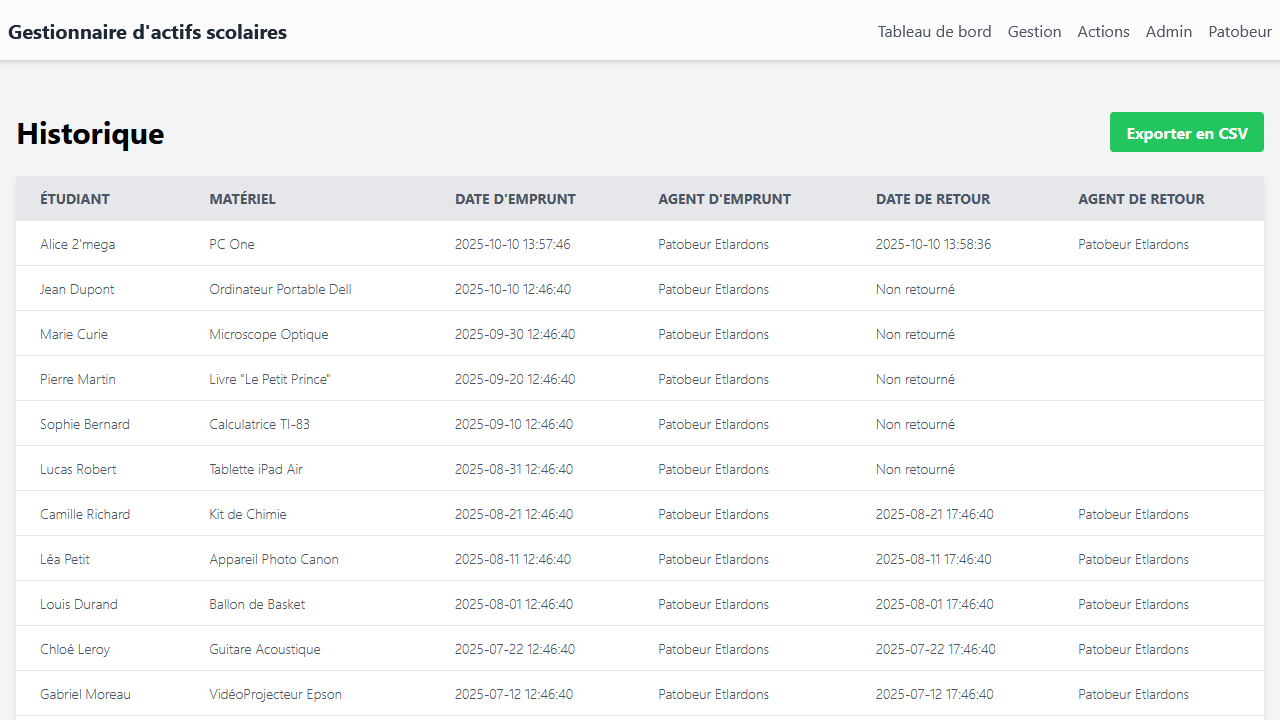 Gestionnaire d'actifs scolaires Tableau de bord Gestion Actions Admin Patobeur
Historique Exporter en CSV
ÉTUDIANT MATÉRIEL DATE D'EMPRUNT AGENT D'EMPRUNT DATE DE RETOUR AGENT DE RETOUR
Alice 2'mega PC One 2025-10-10 13:57:46 Patobeur Etlardons 2025-10-10 13:58:36 Patobeur Etlardons
Jean Dupont Ordinateur Portable Dell 2025-10-10 12:46:40 Patobeur Etlardons Non retourné
Marie Curie Microscope Optique 2025-09-30 12:46:40 Patobeur Etlardons Non retourné
Pierre Martin Livre "Le Petit Prince" 2025-09-20 12:46:40 Patobeur Etlardons Non retourné
Sophie Bernard Calculatrice TI-83 2025-09-10 12:46:40 Patobeur Etlardons Non retourné
Lucas Robert Tablette iPad Air 2025-08-31 12:46:40 Patobeur Etlardons Non retourné
Camille Richard Kit de Chimie 2025-08-21 12:46:40 Patobeur Etlardons 2025-08-21 17:46:40 Patobeur Etlardons
Léa Petit Appareil Photo Canon 2025-08-11 12:46:40 Patobeur Etlardons 2025-08-11 17:46:40 Patobeur Etlardons
Louis Durand Ballon de Basket 2025-08-01 12:46:40 Patobeur Etlardons 2025-08-01 17:46:40 Patobeur Etlardons
Chloé Leroy Guitare Acoustique 2025-07-22 12:46:40 Patobeur Etlardons 2025-07-22 17:46:40 Patobeur Etlardons
Gabriel Moreau VidéoProjecteur Epson 2025-07-12 12:46:40 Patobeur Etlardons 2025-07-12 17:46:40 Patobeur Etlardons